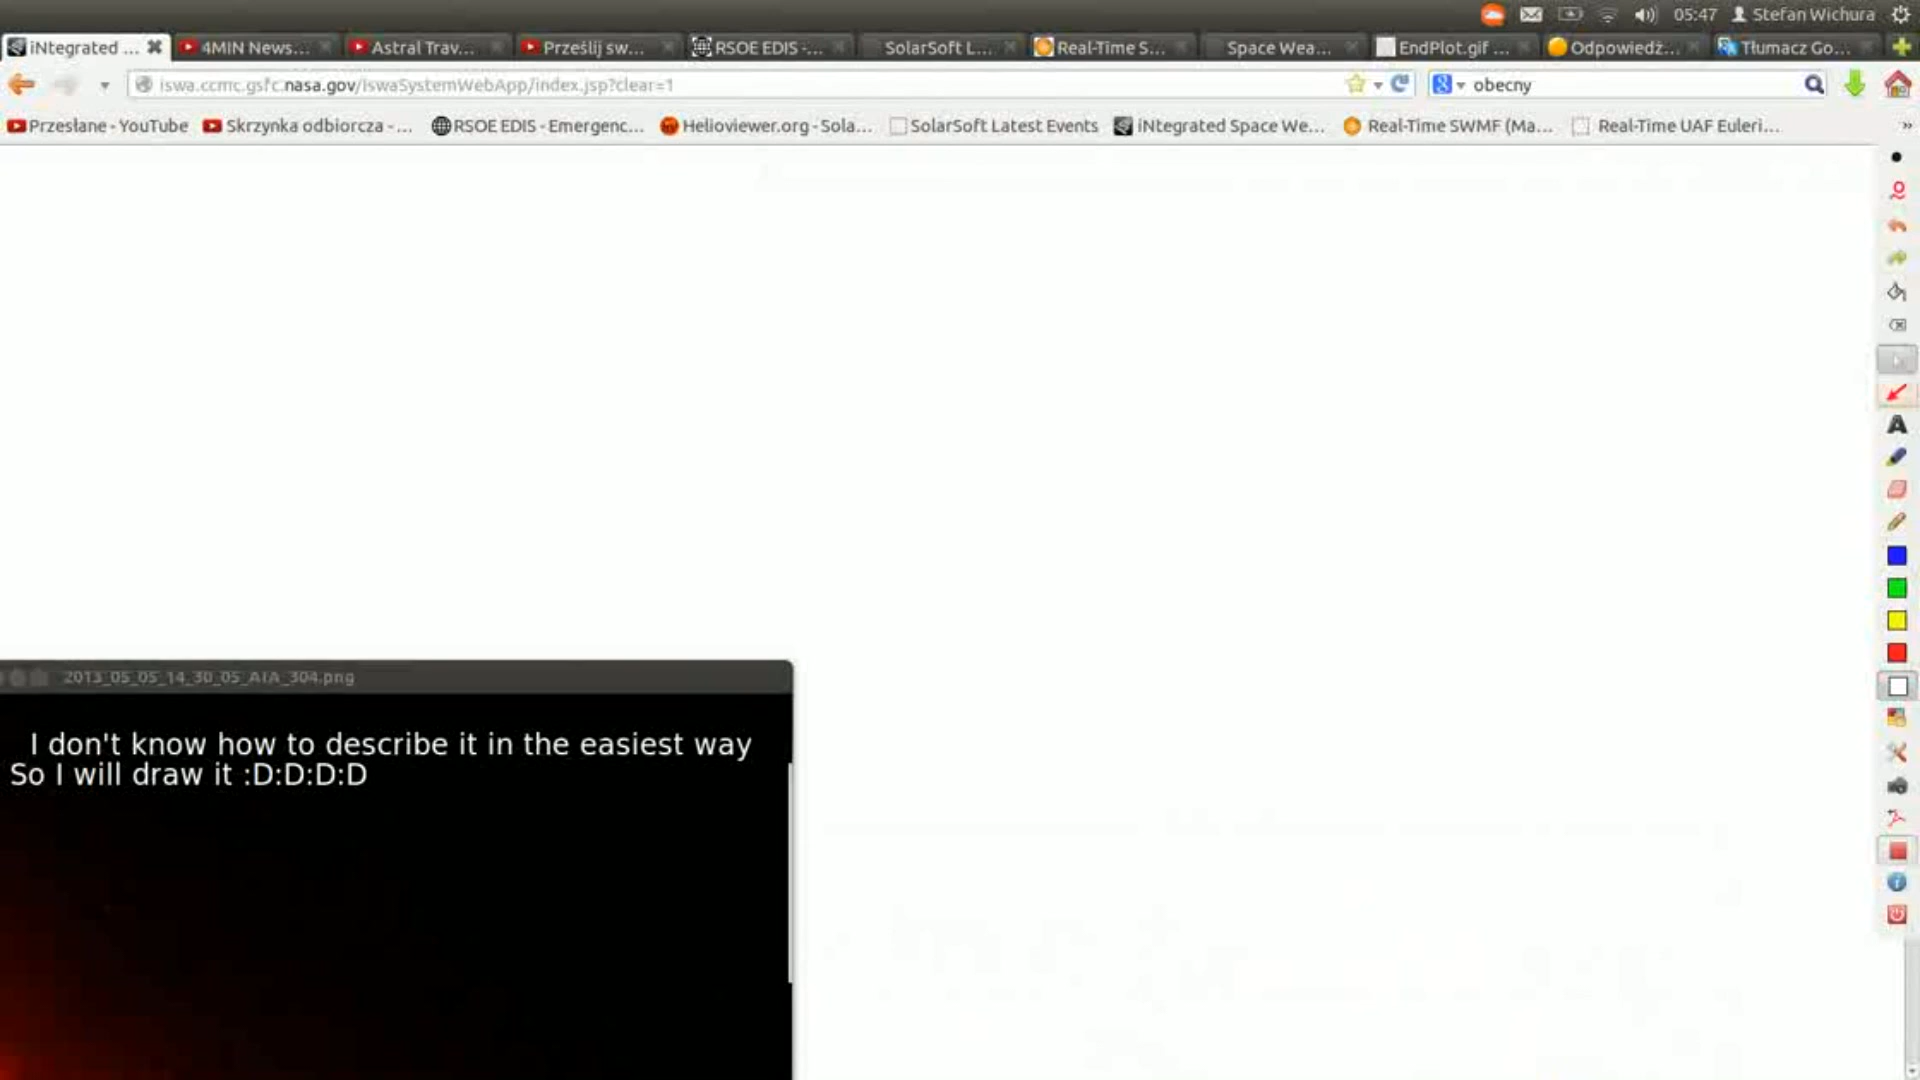 05:47 Stefan Wichura
iNtegrated ... 4MIN News... Astral Trav... Prześlij sw... RSOE EDIS -... SolarSoft L... Real-Time S... Space Wea... EndPlot.gif ... Odpowiedź... Tłumacz Go...
iswa.ccmc.gsfc.nasa.gov/IswaSystemWebApp/index.jsp?clear=1 obecny
Przesłane - YouTube Skrzynka odbiorcza - ... RSOE EDIS - Emergenc... Helioviewer.org - Sola... SolarSoft Latest Events iNtegrated Space We... Real-Time SWMF (Ma... Real-Time UAF Euleri... »
2013_05_05_14_30_05_AIA_304.png
I don't know how to describe it in the easiest way
So I will draw it :D:D:D:D